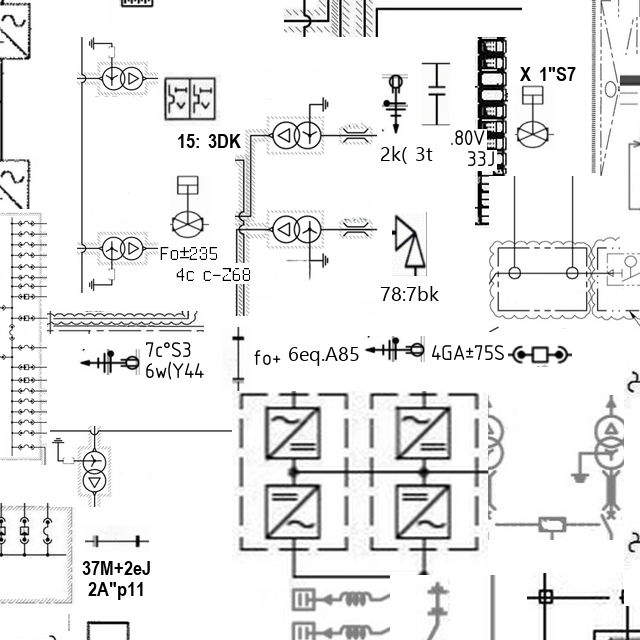 X 1"S7
15: 3DK
2k( 3t
.80V
33J
Fo±235
4c c-Z68
78:7bk
7c°S3
6w(Y44
fo+ 6eq.A85
4GA±75S
37M+2eJ
2A"p11